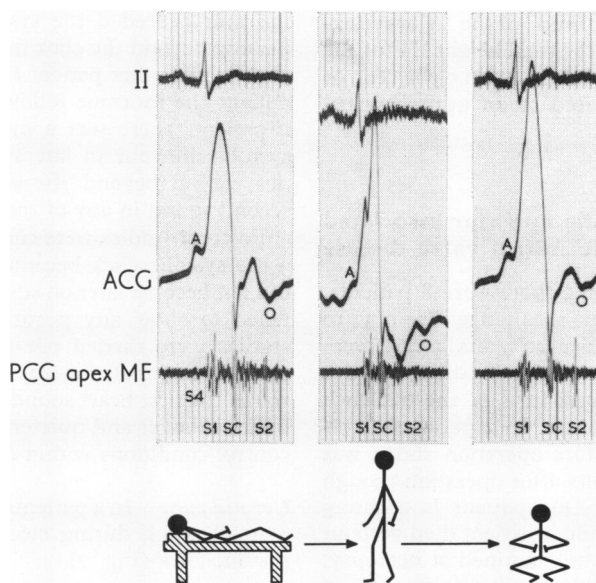 II
A
A
A
ACG
O
O
O
PCG apex MF
S4
S1 SC S2
S1 SC S2
S1 SC S2